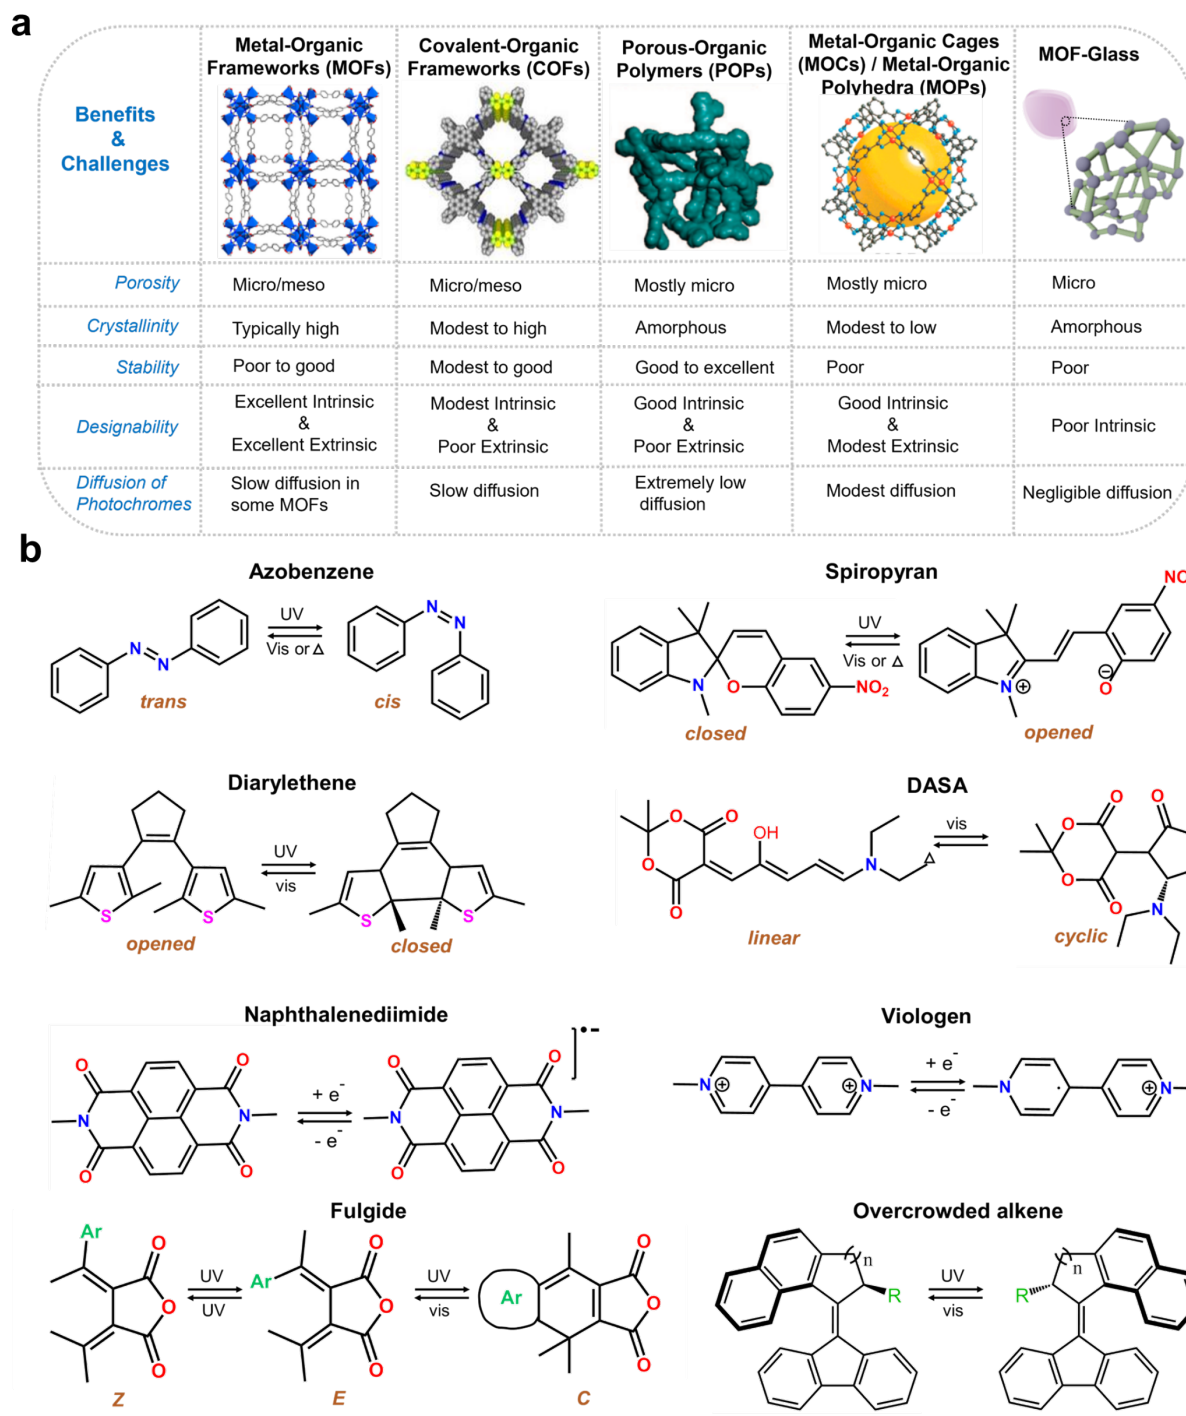 a
Benefits
&
Challenges
Metal-Organic
Frameworks (MOFs)
Covalent-Organic
Frameworks (COFs)
Porous-Organic
Polymers (POPs)
Metal-Organic Cages
(MOCs) / Metal-Organic
Polyhedra (MOPs)
MOF-Glass
Porosity
Micro/meso
Micro/meso
Mostly micro
Mostly micro
Micro
Crystallinity
Typically high
Modest to high
Amorphous
Modest to low
Amorphous
Stability
Poor to good
Modest to good
Good to excellent
Poor
Poor
Designability
Excellent Intrinsic
&
Excellent Extrinsic
Modest Intrinsic
&
Poor Extrinsic
Good Intrinsic
&
Poor Extrinsic
Good Intrinsic
&
Modest Extrinsic
Poor Intrinsic
Diffusion of
Photochromes
Slow diffusion in
some MOFs
Slow diffusion
Extremely low
diffusion
Modest diffusion
Negligible diffusion
b
Azobenzene
N
N
UV
Vis or Δ
N
N
trans
cis
Spiropyran
N
O
NO₂
UV
Vis or Δ
NO
N
⊕
O
⊖
closed
opened
Diarylethene
S
S
UV
vis
S
S
opened
closed
DASA
O
O
O
O
OH
N
vis
Δ
O
O
O
O
O
N
linear
cyclic
Naphthalenediimide
O
O
N
N
O
O
+ e⁻
- e⁻
O
O
N
N
O
O
•-
Viologen
N
⊕
N
⊕
+ e⁻
- e⁻
N
·
N
⊕
Fulgide
Ar
O
O
O
UV
UV
Ar
O
O
O
UV
vis
Ar
O
O
O
Z
E
C
Overcrowded alkene
n
R
UV
vis
n
R